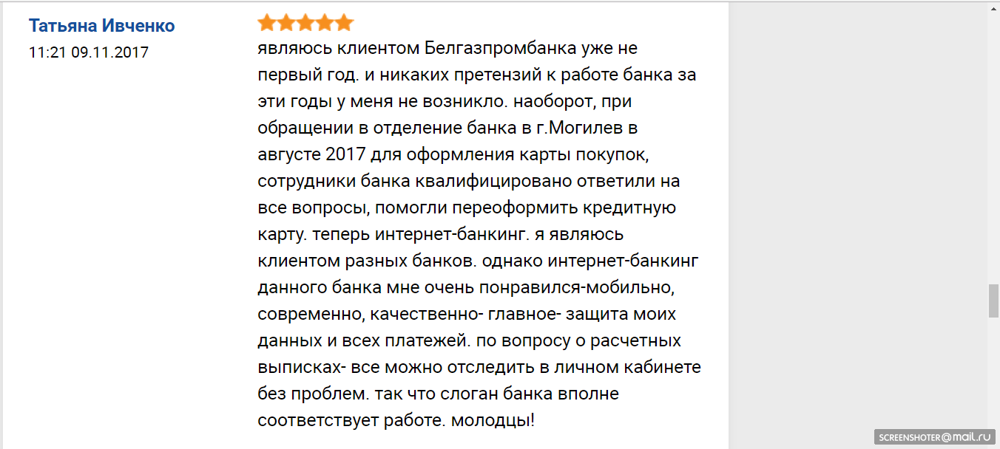 Татьяна Ивченко
11:21 09.11.2017
являюсь клиентом Белгазпромбанка уже не
первый год. и никаких претензий к работе банка за
эти годы у меня не возникло. наоборот, при
обращении в отделение банка в г.Могилев в
августе 2017 для оформления карты покупок,
сотрудники банка квалифицировано ответили на
все вопросы, помогли переоформить кредитную
карту. теперь интернет-банкинг. я являюсь
клиентом разных банков. однако интернет-банкинг
данного банка мне очень понравился-мобильно,
современно, качественно- главное- защита моих
данных и всех платежей. по вопросу о расчетных
выписках- все можно отследить в личном кабинете
без проблем. так что слоган банка вполне
соответствует работе. молодцы!
SCREENSHOTER@mail.ru